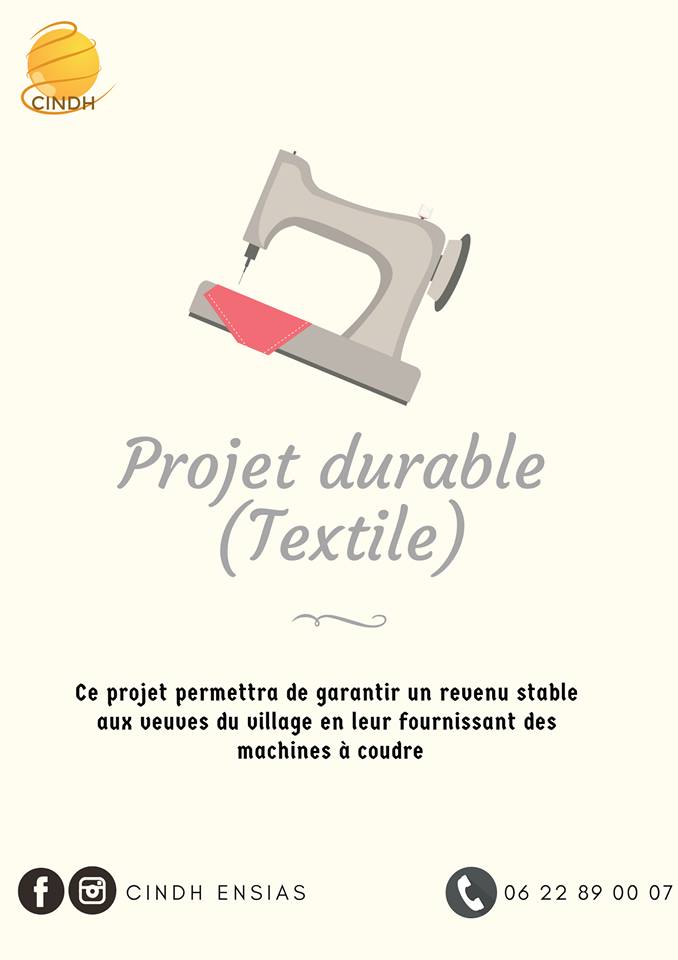 CINDH
Projet durable
(Textile)
Ce projet permettra de garantir un revenu stable
aux veuves du village en leur fournissant des
machines à coudre
CINDH ENSIAS
06 22 89 00 07